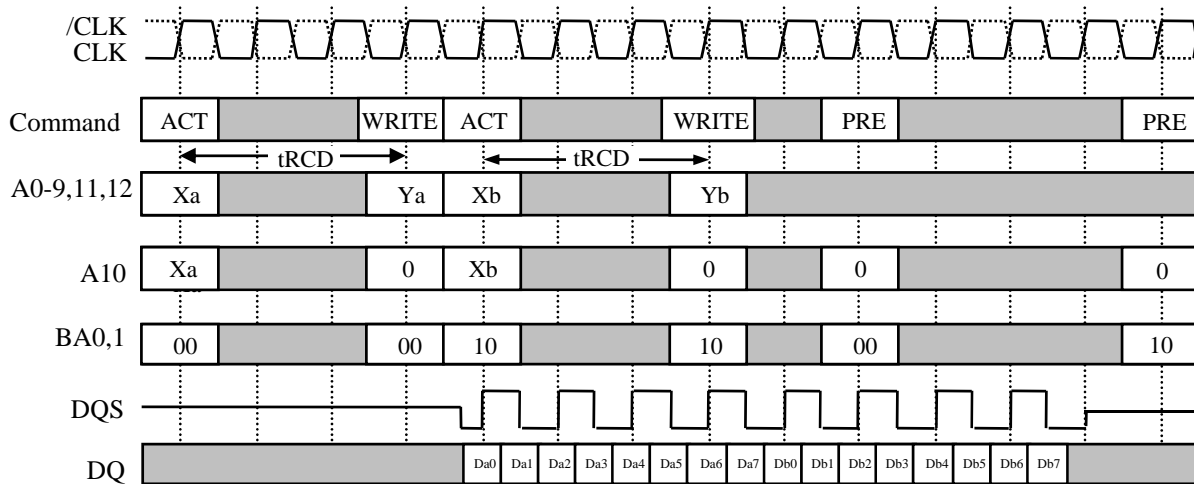 /CLK
CLK
Command ACT WRITE ACT WRITE PRE PRE
tRCD tRCD
A0-9,11,12 Xa Ya Xb Yb
A10 Xa 0 Xb 0 0 0
BA0,1 00 00 10 10 00 10
DQS
DQ Da0 Da1 Da2 Da3 Da4 Da5 Da6 Da7 Db0 Db1 Db2 Db3 Db4 Db5 Db6 Db7